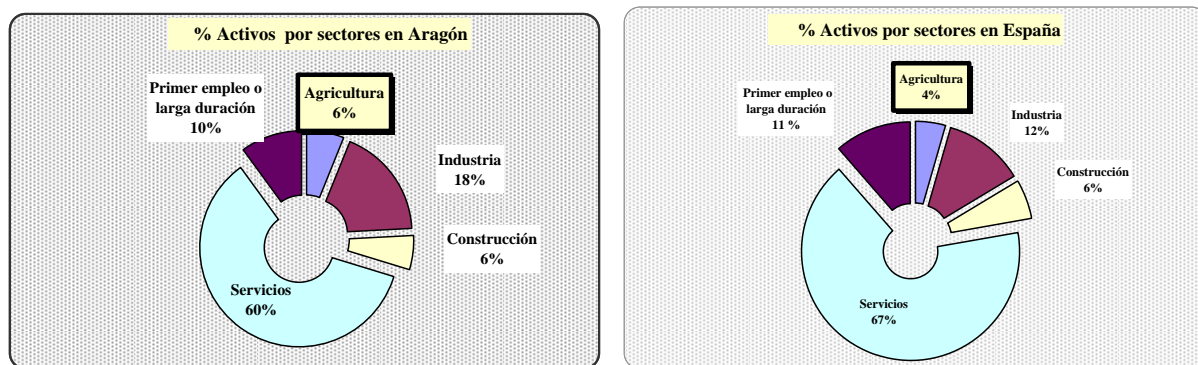 % Activos por sectores en Aragón
Primer empleo o
larga duración
10%
Agricultura
6%
Industria
18%
Construcción
6%
Servicios
60%
% Activos por sectores en España
Primer empleo o
larga duración
11 %
Agricultura
4%
Industria
12%
Construcción
6%
Servicios
67%